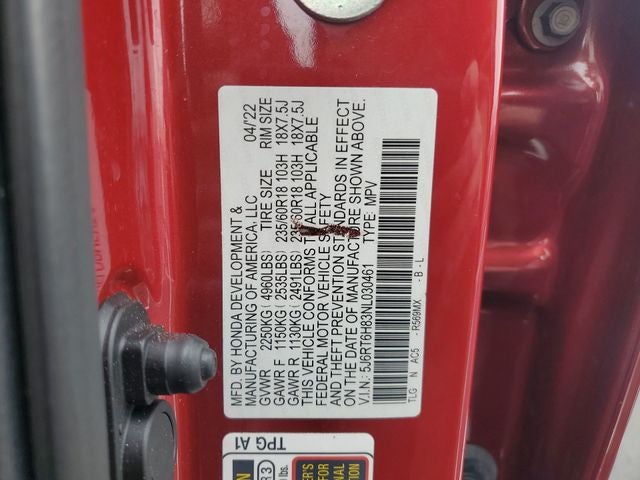 MFD. BY HONDA DEVELOPMENT &
MANUFACTURING OF AMERICA, LLC 04/'22
GVWR 2250KG ( 4960LBS) TIRE SIZE RIM SIZE
GAWR F 1150KG ( 2535LBS) 235/60R18 103H 18X7.5J
GAWR R 1130KG ( 2491LBS) 235/60R18 103H 18X7.5J
THIS VEHICLE CONFORMS TO ALL APPLICABLE
FEDERAL MOTOR VEHICLE SAFETY
AND THEFT PREVENTION STANDARDS IN EFFECT
ON THE DATE OF MANUFACTURE SHOWN ABOVE.
V.I.N.: 5J6RT6H83NL030461 TYPE: MPV
TLG N AC5 - R569MX - B - L
TPG A1